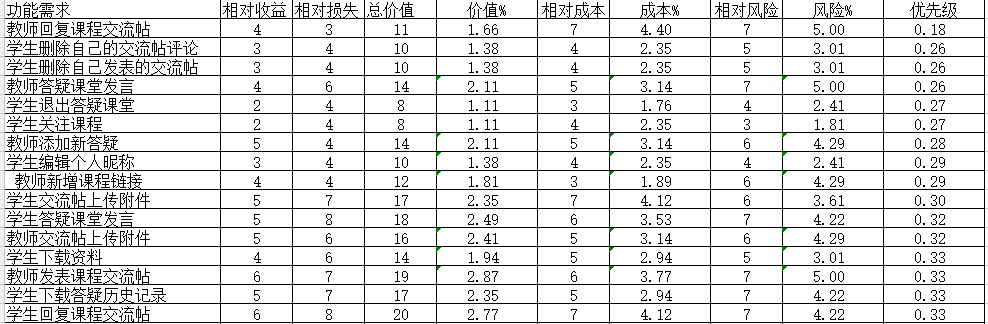 功能需求 相对收益 相对损失 总价值 价值% 相对成本 成本% 相对风险 风险% 优先级
教师回复课程交流帖 4 3 11 1.66 7 4.40 7 5.00 0.18
学生删除自己的交流帖评论 3 4 10 1.38 4 2.35 5 3.01 0.26
学生删除自己发表的交流帖 3 4 10 1.38 4 2.35 5 3.01 0.26
教师答疑课堂发言 4 6 14 2.11 5 3.14 7 5.00 0.26
学生退出答疑课堂 2 4 8 1.11 3 1.76 4 2.41 0.27
学生关注课程 2 4 8 1.11 4 2.35 3 1.81 0.27
教师添加新答疑 5 4 14 2.11 5 3.14 6 4.29 0.28
学生编辑个人昵称 3 4 10 1.38 4 2.35 4 2.41 0.29
教师新增课程链接 4 4 12 1.81 3 1.89 6 4.29 0.29
学生交流帖上传附件 5 7 17 2.35 7 4.12 6 3.61 0.30
学生答疑课堂发言 5 8 18 2.49 6 3.53 7 4.22 0.32
教师交流帖上传附件 5 6 16 2.41 5 3.14 6 4.29 0.32
学生下载资料 4 6 14 1.94 5 2.94 5 3.01 0.33
教师发表课程交流帖 6 7 19 2.87 6 3.77 7 5.00 0.33
学生下载答疑历史记录 5 7 17 2.35 5 2.94 7 4.22 0.33
学生回复课程交流帖 6 8 20 2.77 7 4.12 7 4.22 0.33